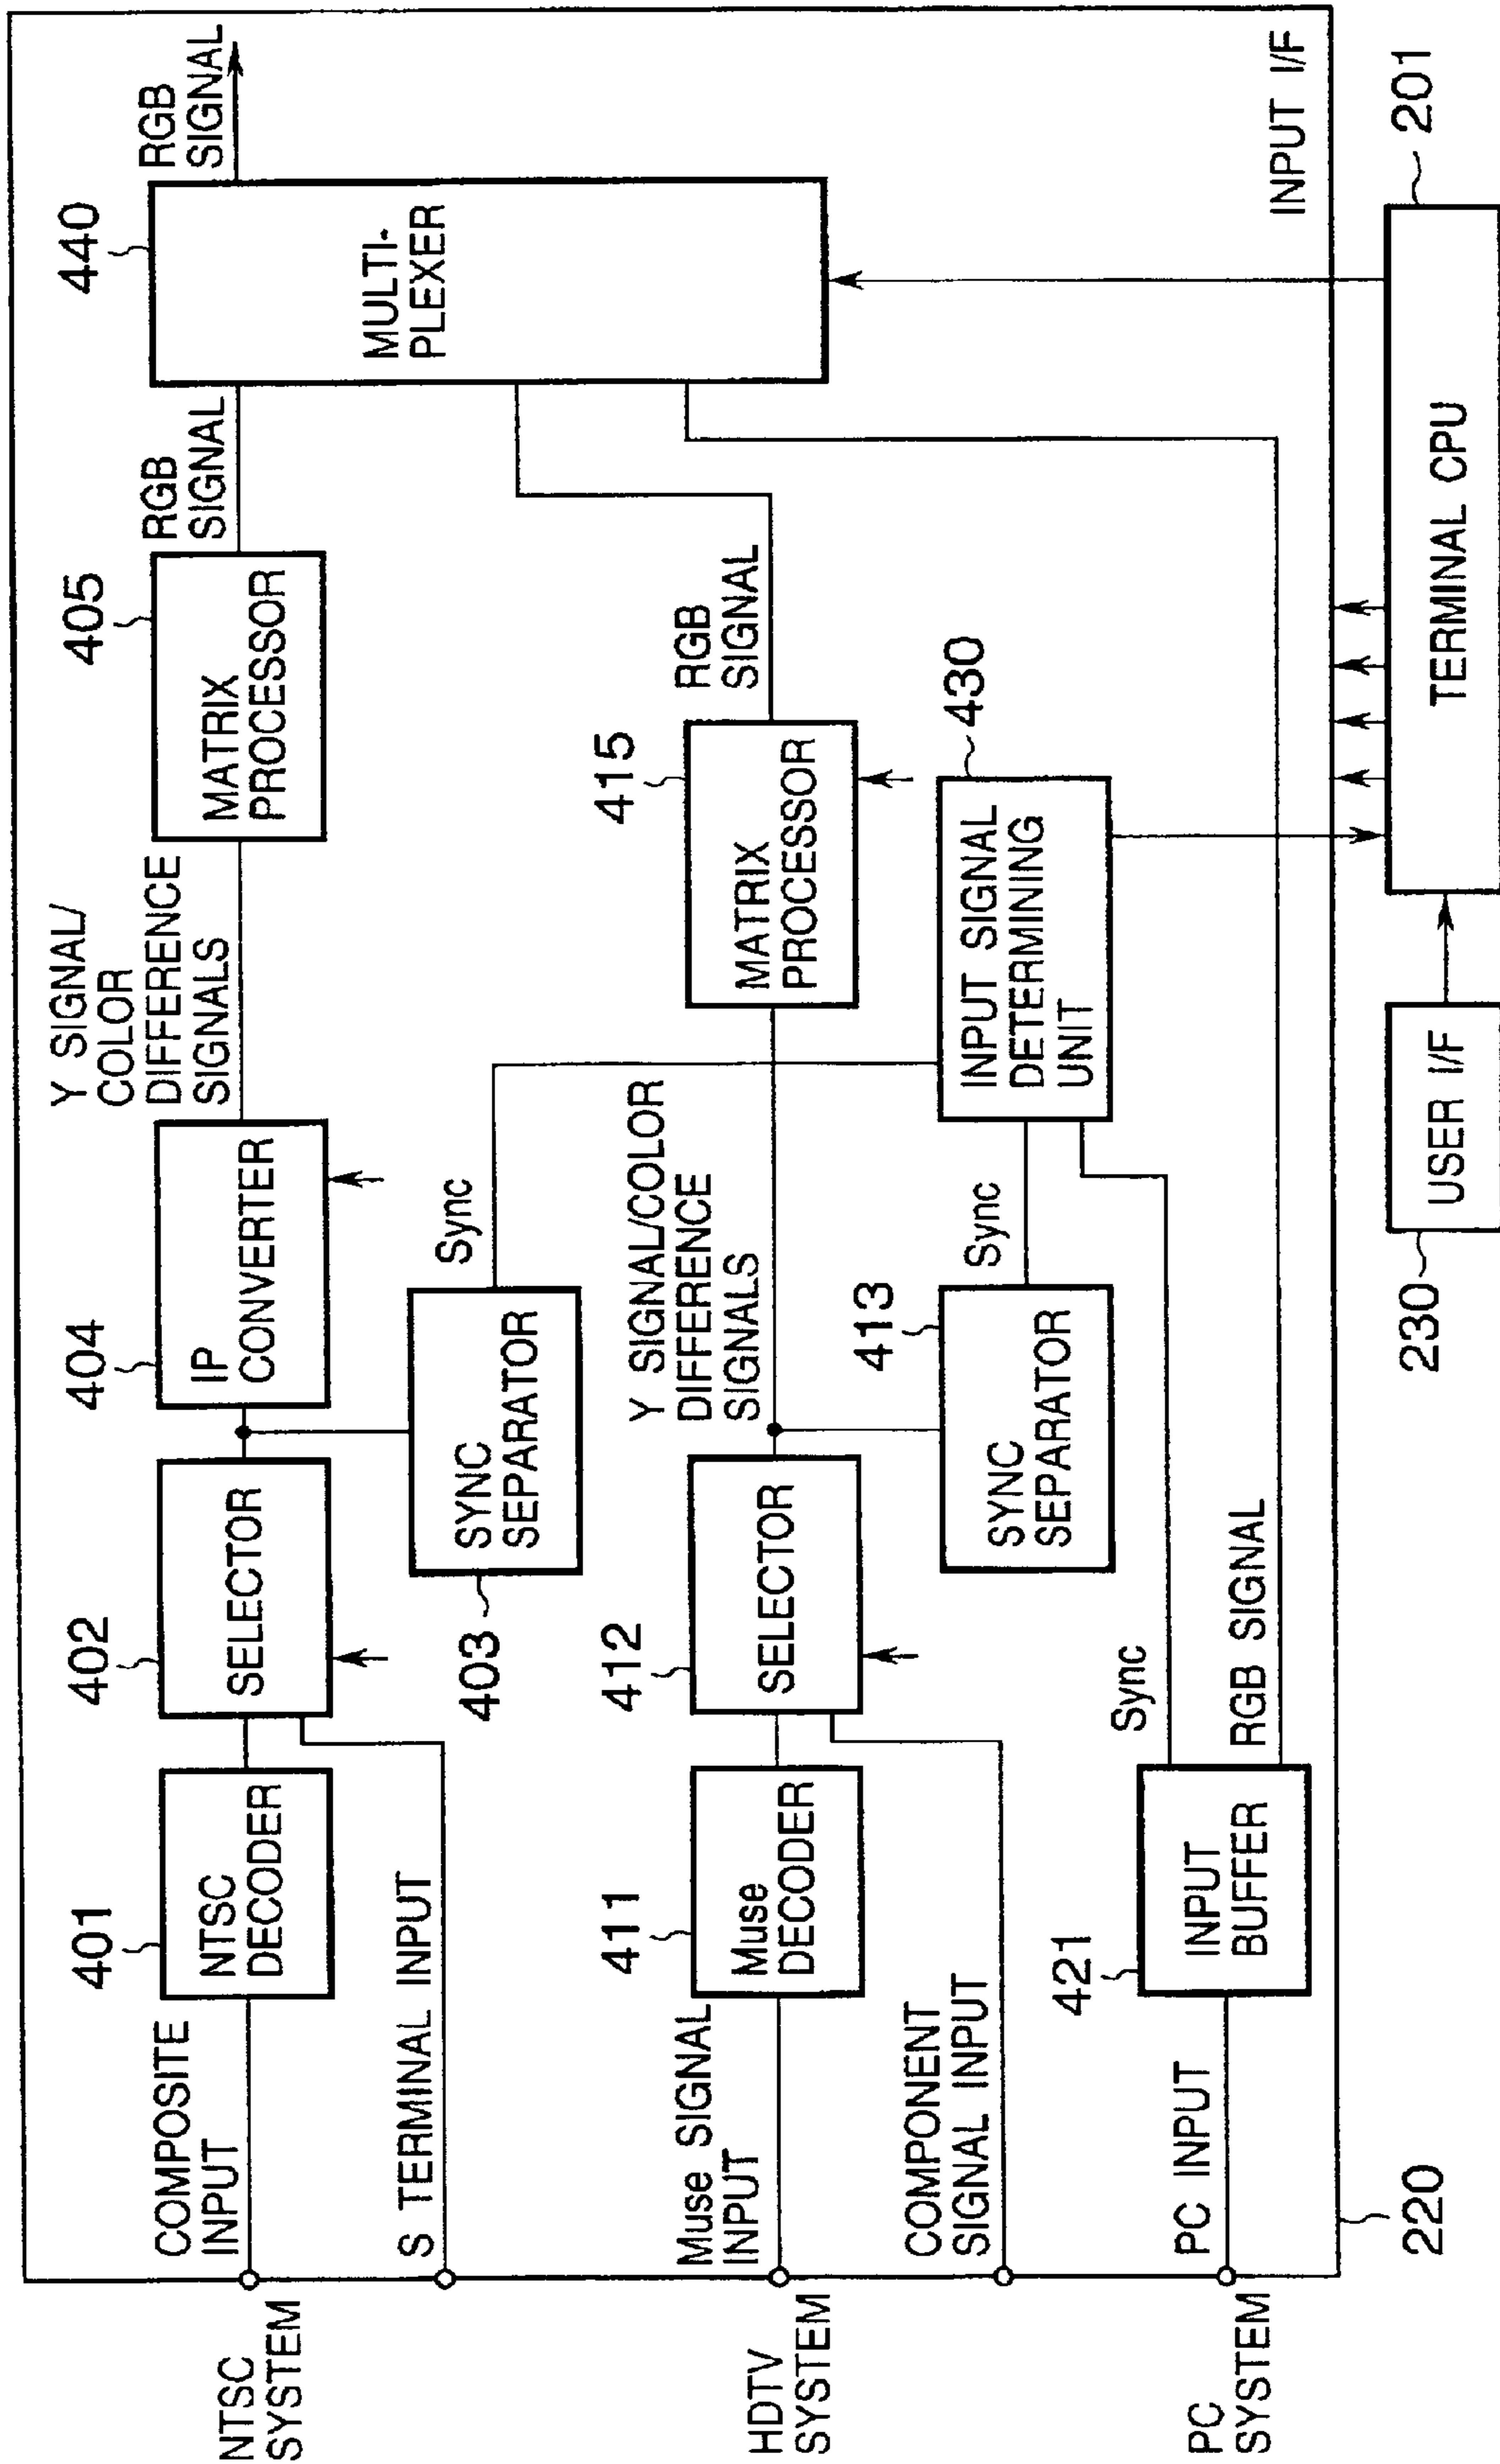 NTSC
SYSTEM
COMPOSITE
INPUT
401
NTSC
DECODER
402
SELECTOR
404
IP
CONVERTER
Y SIGNAL/
COLOR
DIFFERENCE
SIGNALS
405
MATRIX
PROCESSOR
RGB
SIGNAL
440
MULTI-
PLEXER
RGB
SIGNAL
S TERMINAL INPUT
403
SYNC
SEPARATOR
Sync
HDTV
SYSTEM
Muse SIGNAL
INPUT
411
Muse
DECODER
412
SELECTOR
Y SIGNAL/COLOR
DIFFERENCE
SIGNALS
415
MATRIX
PROCESSOR
RGB
SIGNAL
COMPONENT
SIGNAL INPUT
413
SYNC
SEPARATOR
Sync
430
INPUT SIGNAL
DETERMINING
UNIT
PC
SYSTEM
PC INPUT
421
INPUT
BUFFER
Sync
RGB SIGNAL
INPUT I/F
220
230
USER I/F
TERMINAL CPU
201